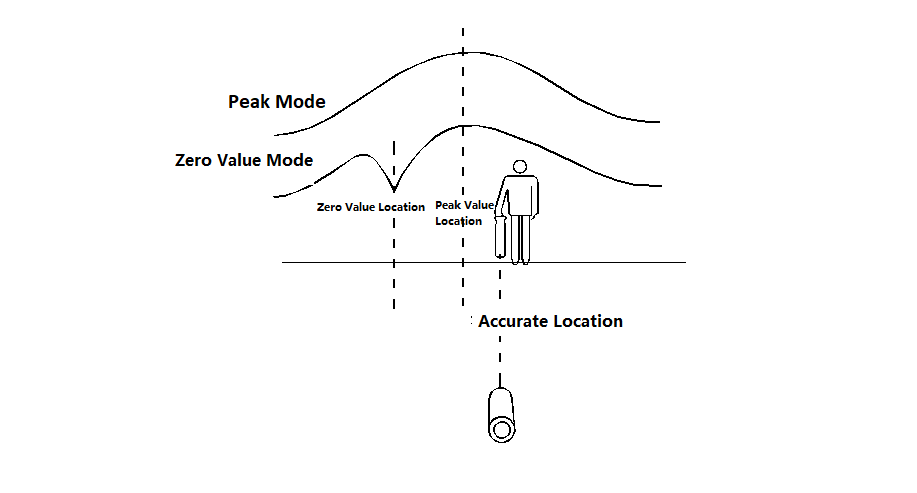 Peak Mode
Zero Value Mode
Zero Value Location
Peak Value
Location
: Accurate Location